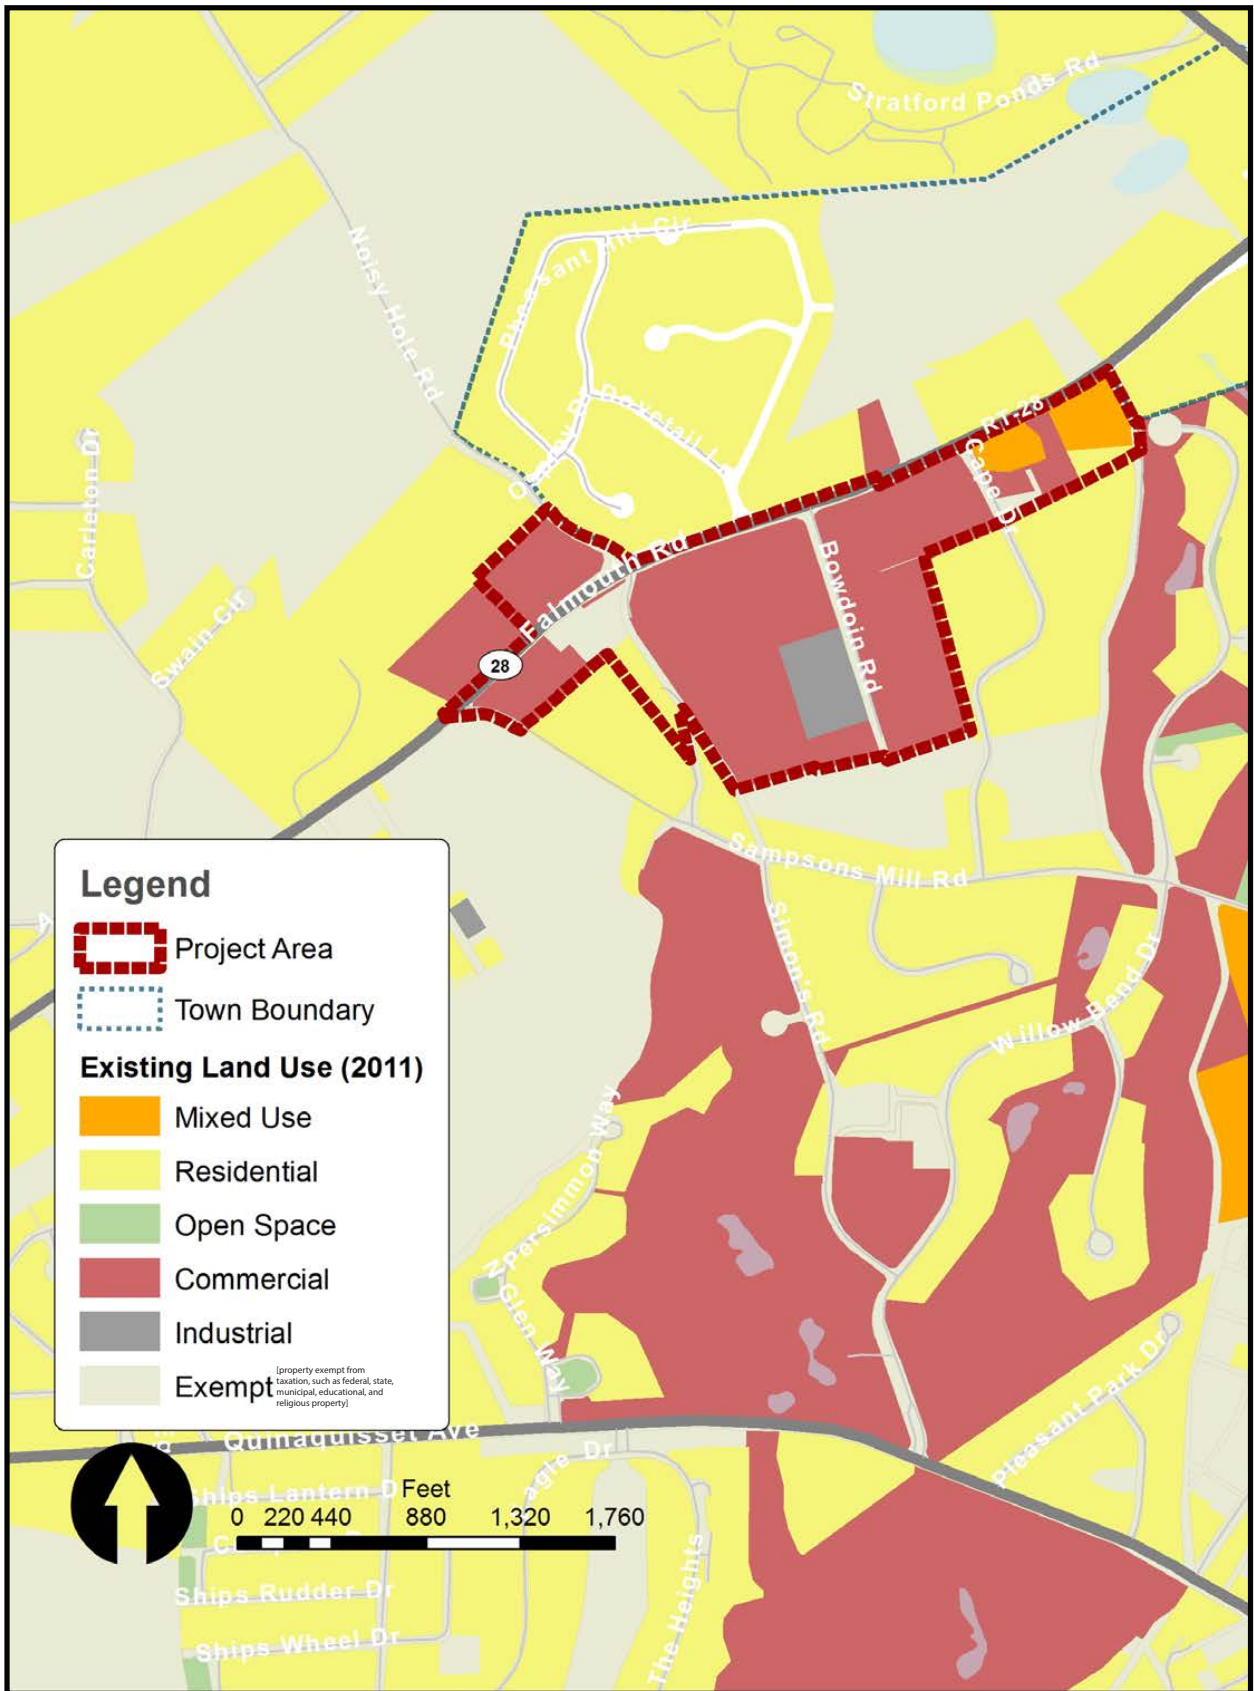 Stratford Ponds Rd
Pheasant Hill Cir
Noisy Hole Rd
Dovetail Ln
RT-28
Cape Dr
Carleton Dr
Falmouth Rd
Bowdoin Rd
Swain Cir
28
Sampsons Mill Rd
Simon's Rd
Willow Bend Dr
Legend
Project Area
Town Boundary
Existing Land Use (2011)
Mixed Use
Residential
Open Space
Commercial
Industrial
Exempt
[property exempt from
taxation, such as federal, state,
municipal, educational, and
religious property]
Persimmon Way
N Glen Way
Pleasant Park Dr
Quinaquisset Ave
Ships Lantern D
Feet
0 220 440 880 1,320 1,760
Ships Rudder Dr
Ships Wheel Dr
The Heights